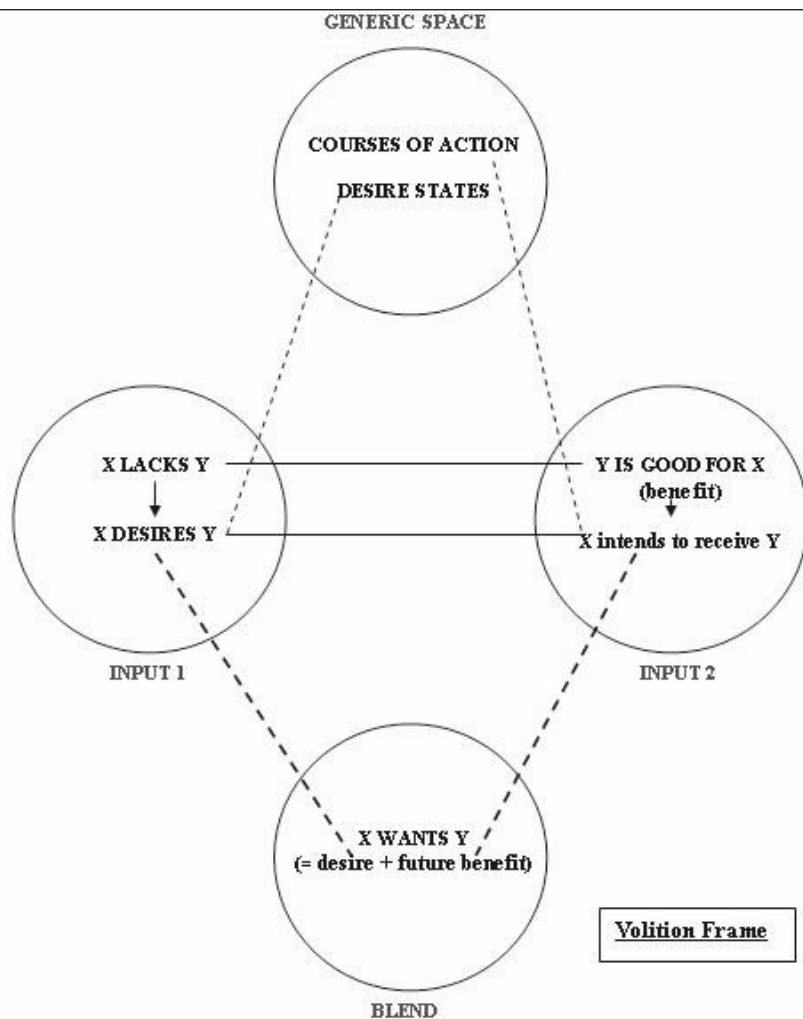 GENERIC SPACE
COURSES OF ACTION
DESIRE STATES
X LACKS Y
X DESIRES Y
INPUT 1
Y IS GOOD FOR X
(benefit)
X intends to receive Y
INPUT 2
X WANTS Y
(= desire + future benefit)
BLEND
Volition Frame